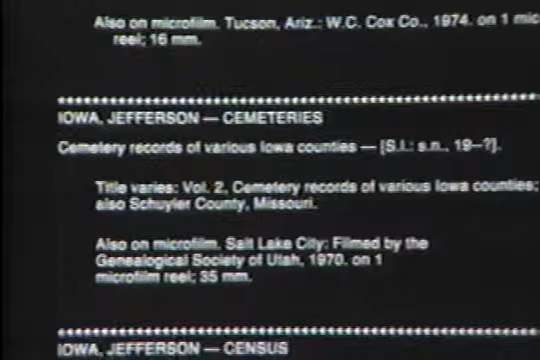 Also on microfilm. Tucson, Ariz.: W.C. Cox Co., 1974. on 1 mic
reel; 16 mm.
****************************************************************
IOWA, JEFFERSON — CEMETERIES
Cemetery records of various Iowa counties — [S.l.: s.n., 19--?].
Title varies: Vol. 2, Cemetery records of various Iowa counties;
also Schuyler County, Missouri.
Also on microfilm. Salt Lake City: Filmed by the
Genealogical Society of Utah, 1970. on 1
microfilm reel; 35 mm.
****************************************************************
IOWA, JEFFERSON — CENSUS